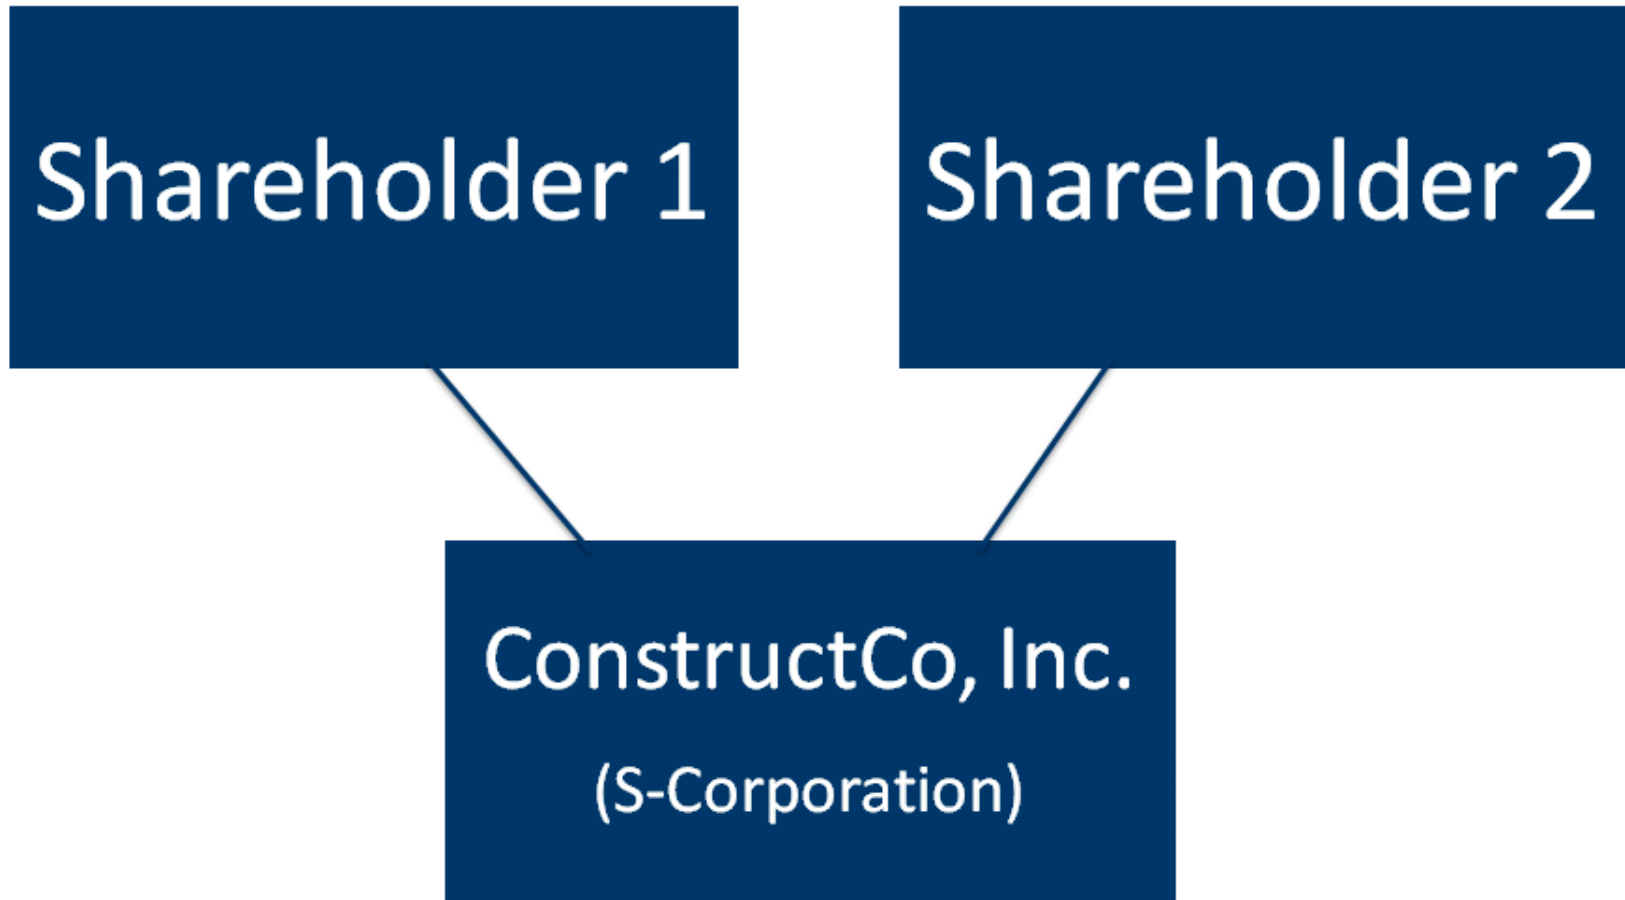 Shareholder 1
Shareholder 2
ConstructCo, Inc.
(S-Corporation)